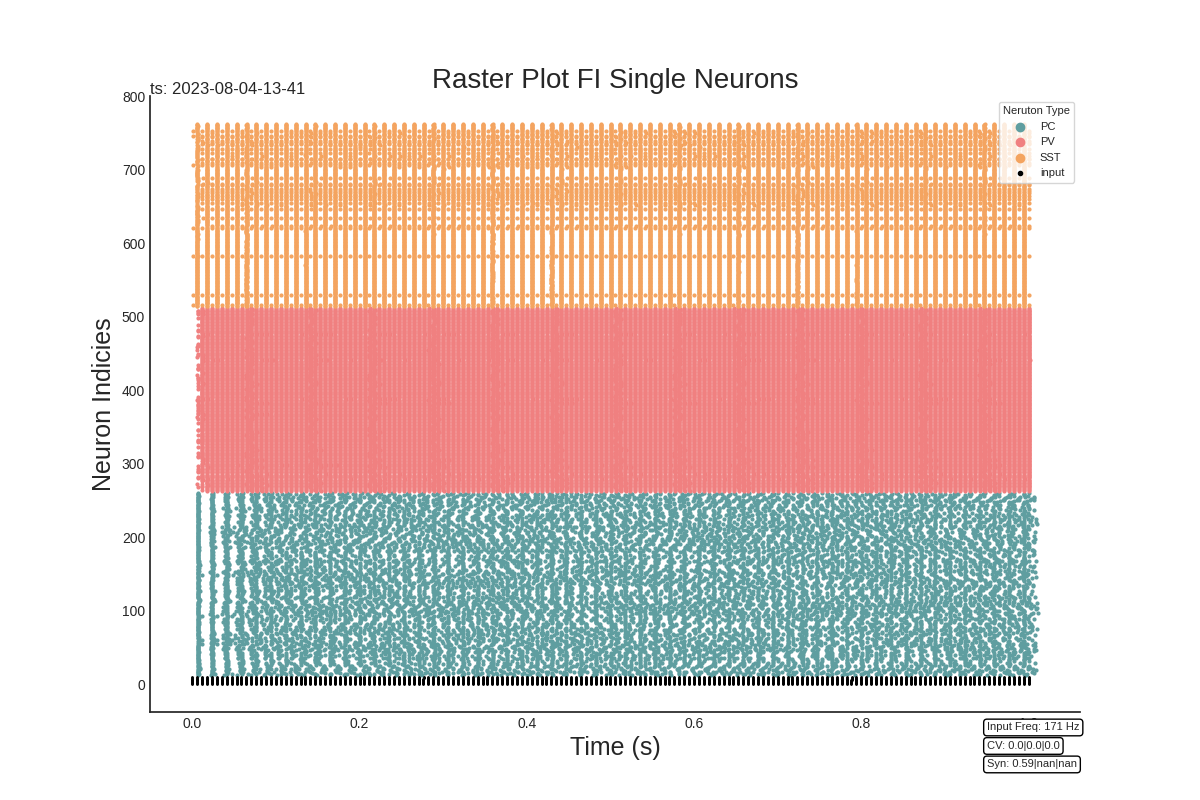 Raster Plot FI Single Neurons
ts: 2023-08-04-13-41
800
700
600
500
400
300
200
100
0
Neuron Indicies
Neruton Type
PC
PV
SST
input
0.0
0.2
0.4
0.6
0.8
Time (s)
Input Freq: 171 Hz
CV: 0.0|0.0|0.0
Syn: 0.59|nan|nan